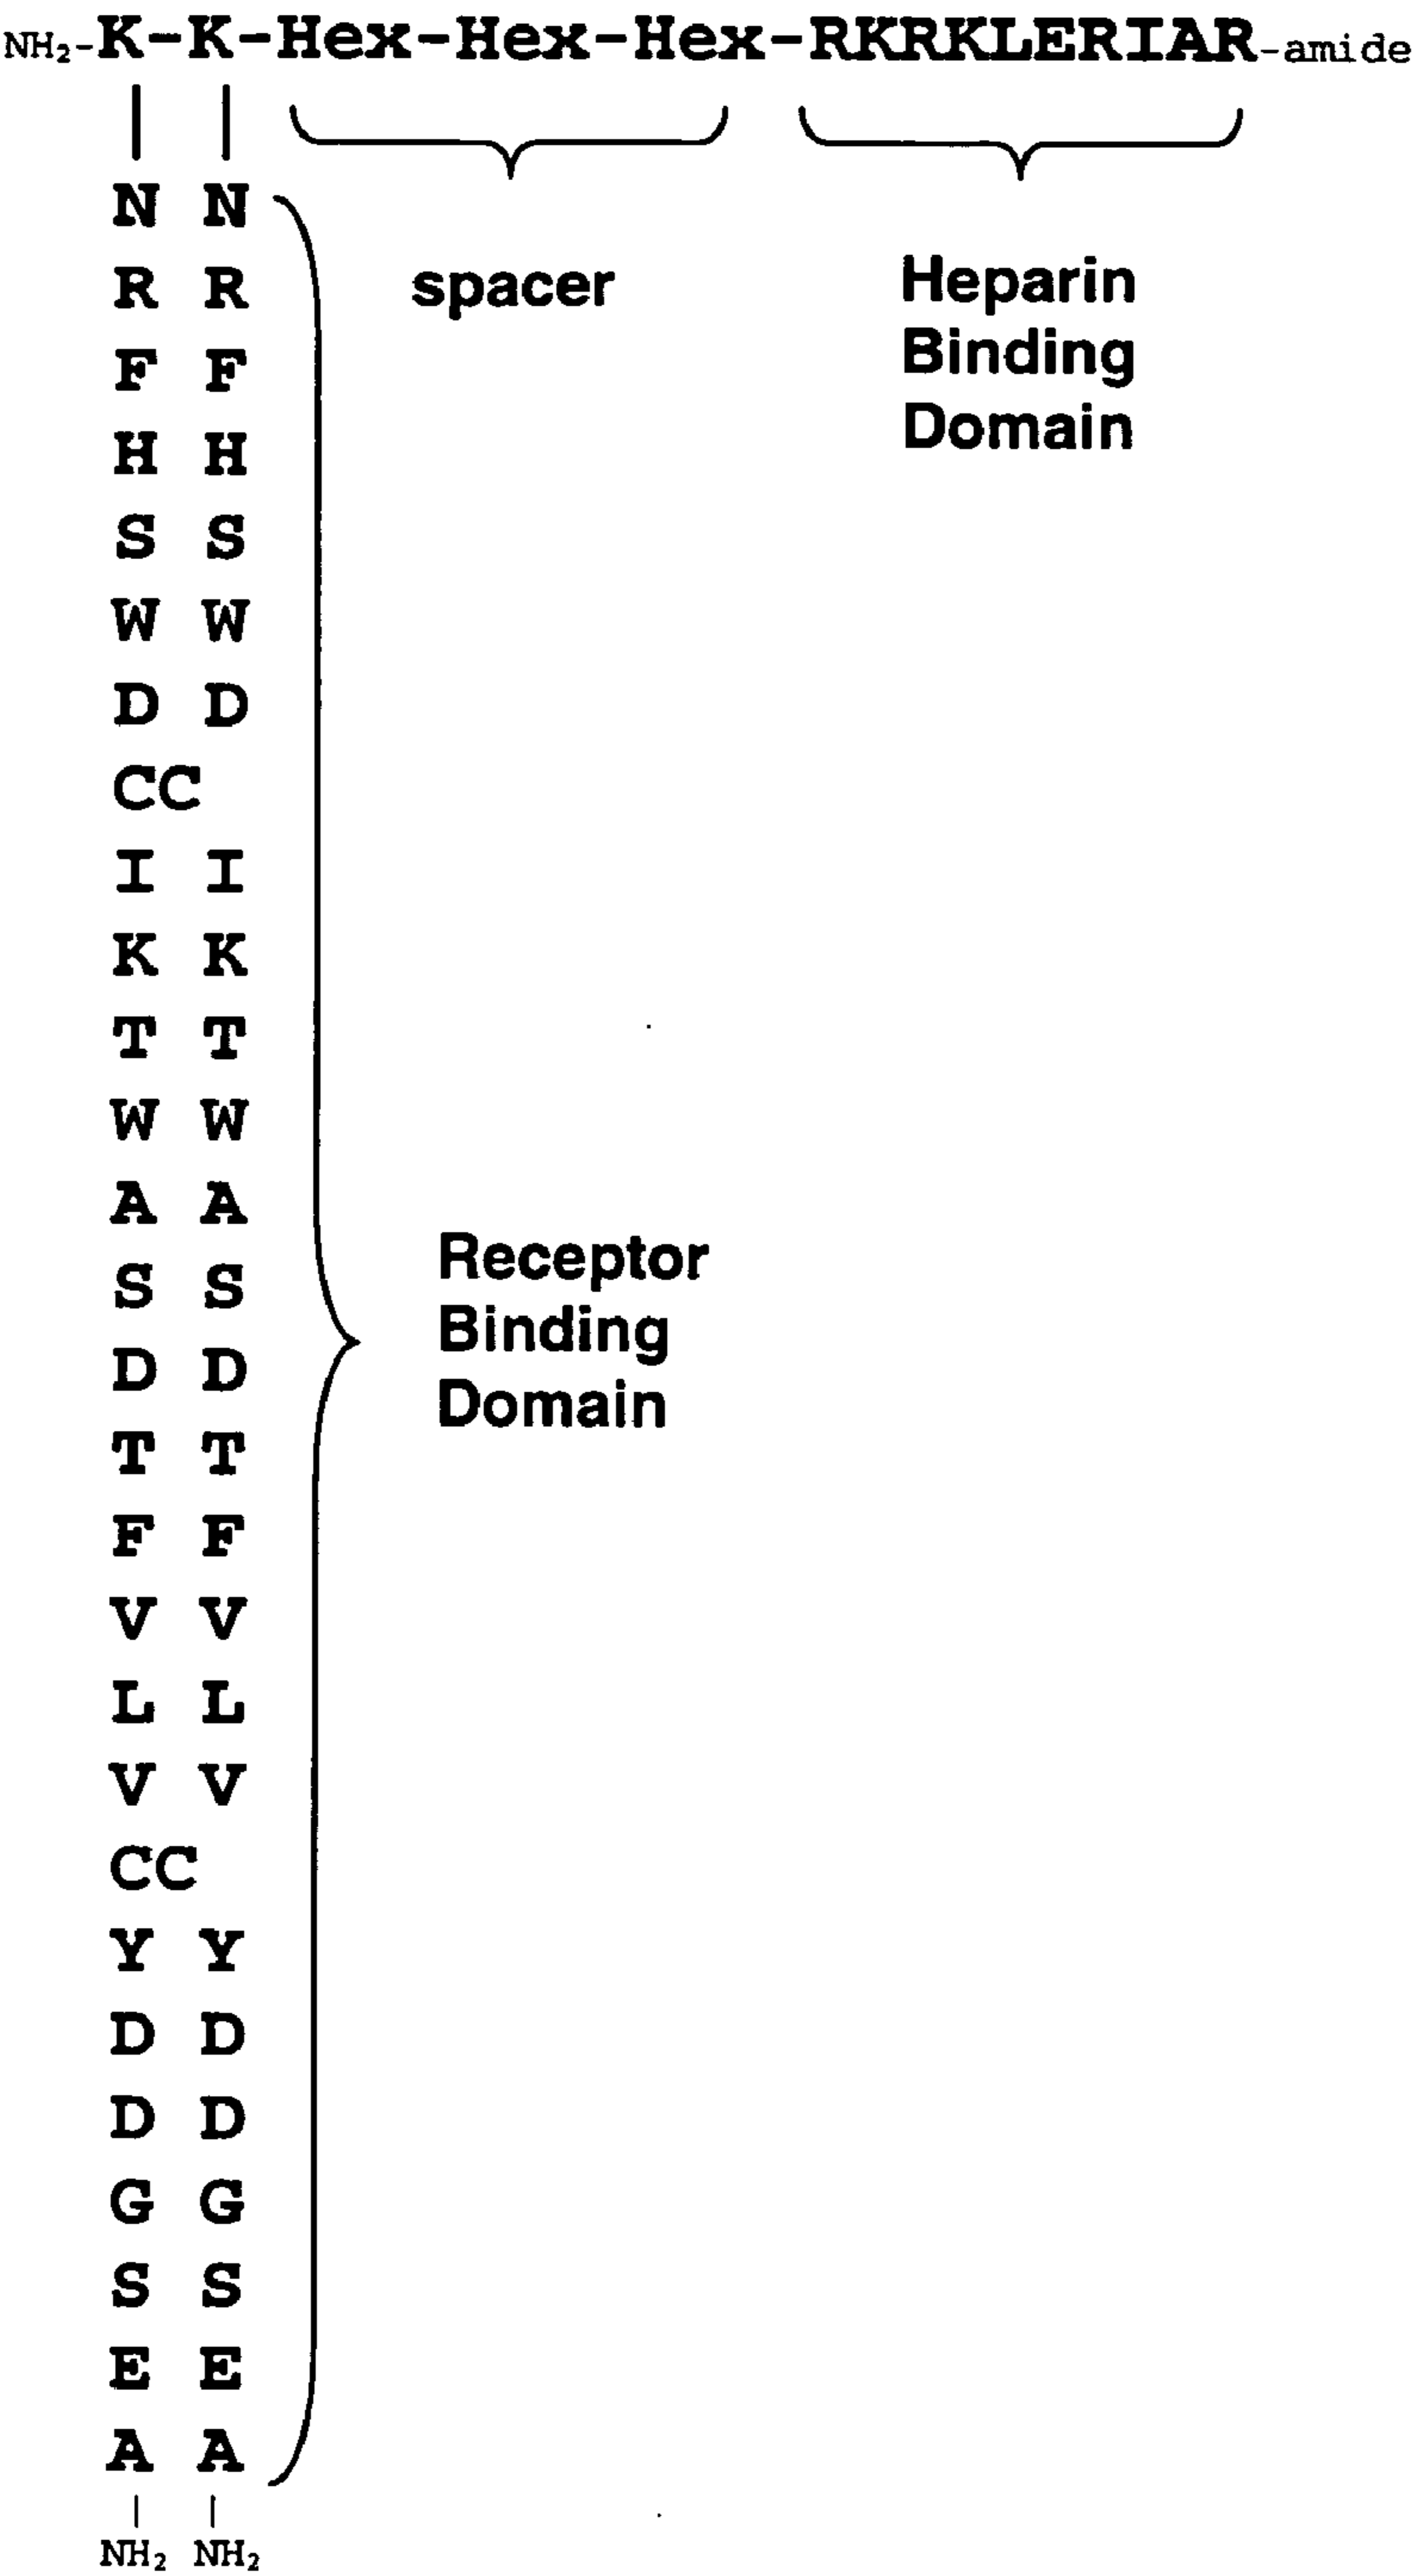 NH₂-K-K-Hex-Hex-Hex-RKRKLERIAR-amide
| |
N N
R R
F F
H H
S S
W W
D D
CC
I I
K K
T T
W W
A A
S S
D D
T T
F F
V V
L L
V V
CC
Y Y
D D
D D
G G
S S
E E
A A
| |
NH₂ NH₂
spacer
Heparin
Binding
Domain
Receptor
Binding
Domain